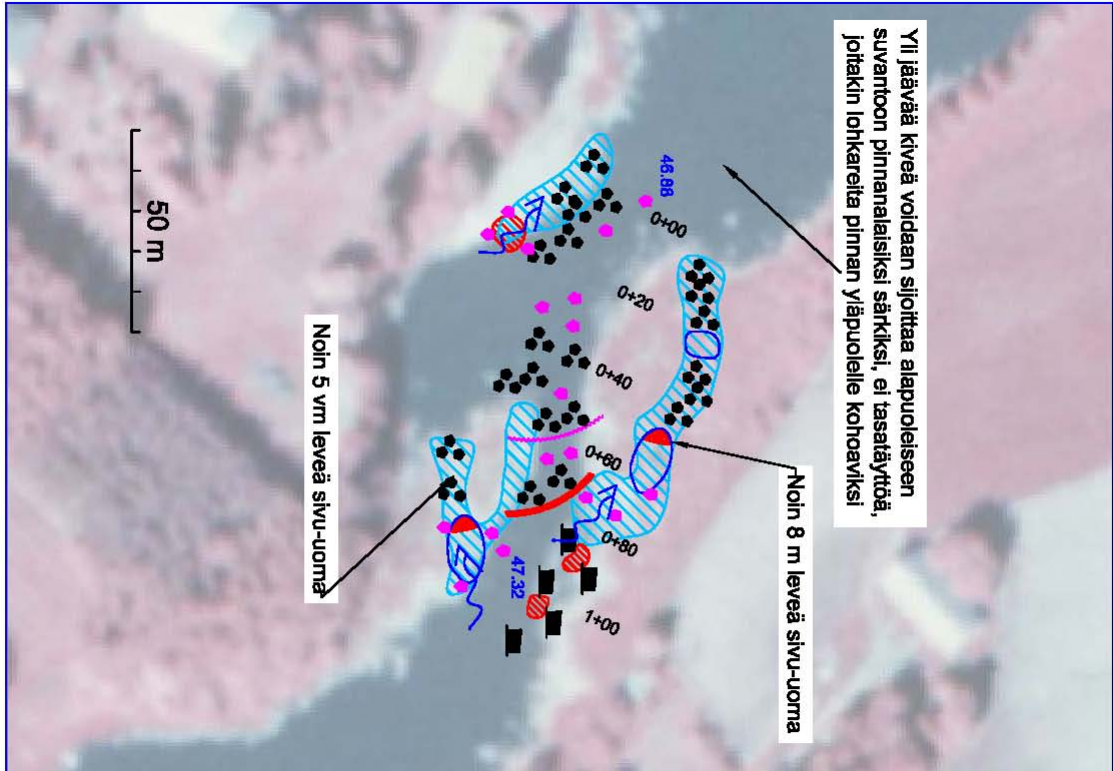 Yli jäävää kiveä voidaan sijoittaa alapuoleiseen
suvantoon pinnanalaisiksi särkiksi, ei tasatäyttöä,
joitakin lohkareita pinnan yläpuolelle kohoaviksi
46.98
0+00
0+20
0+40
0+60
0+80
1+00
47.32
Noin 8 m leveä sivu-uoma
Noin 5 vm leveä sivu-uoma
50 m